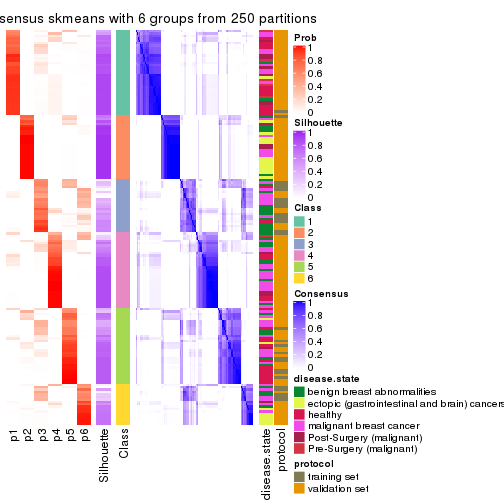 sensus skmeans with 6 groups from 250 partitions
Prob
1
0.8
0.6
0.4
0.2
0
Silhouette
1
0.8
0.6
0.4
0.2
0
Class
1
2
3
4
5
6
Consensus
1
0.8
0.6
0.4
0.2
0
disease.state
benign breast abnormalities
ectopic (gastrointestinal and brain) cancers
healthy
malignant breast cancer
Post-Surgery (malignant)
Pre-Surgery (malignant)
protocol
training set
validation set
p1
p2
p3
p4
p5
p6
Silhouette
Class
disease.state
protocol